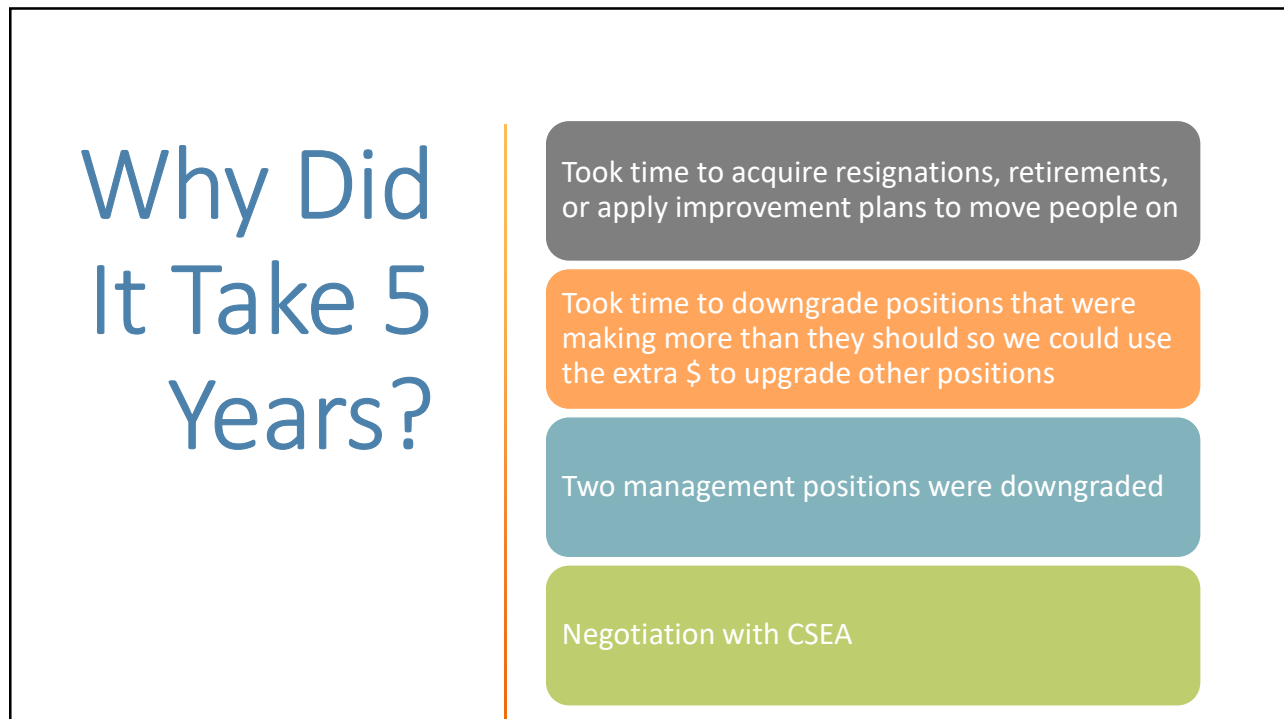 Why Did
It Take 5
Years?
Took time to acquire resignations, retirements,
or apply improvement plans to move people on
Took time to downgrade positions that were
making more than they should so we could use
the extra $ to upgrade other positions
Two management positions were downgraded
Negotiation with CSEA